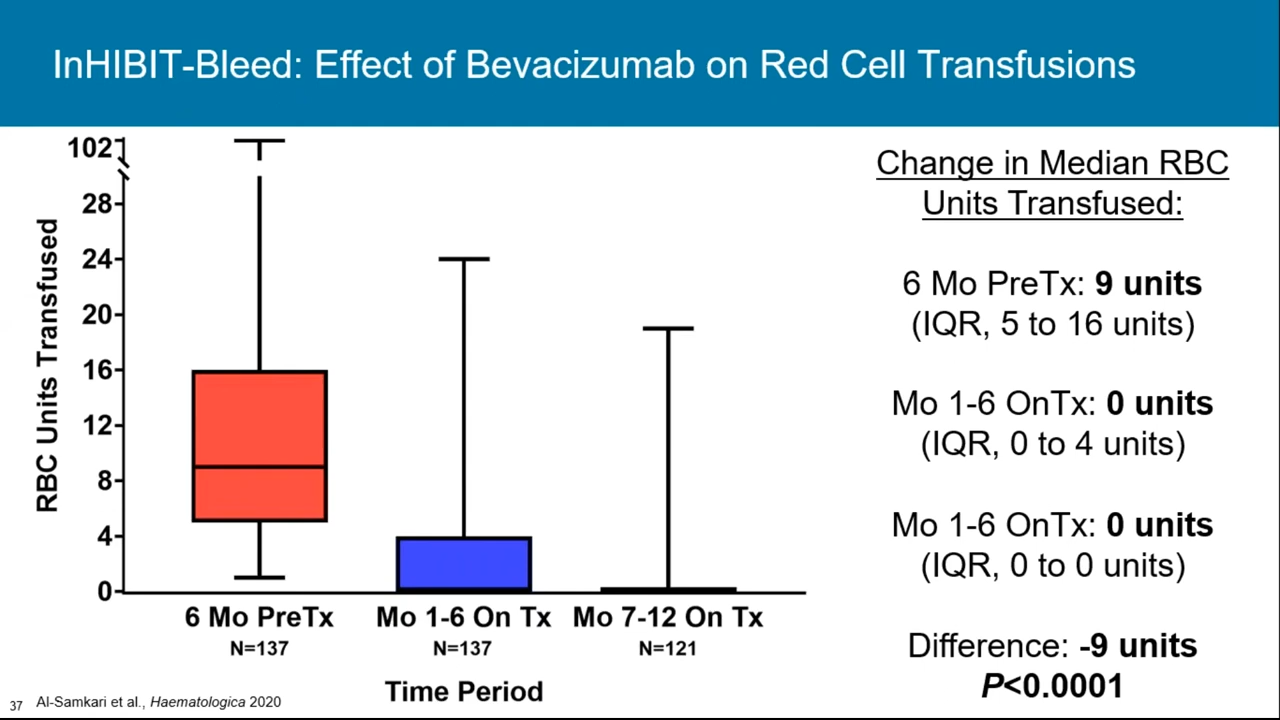 InHIBIT-Bleed: Effect of Bevacizumab on Red Cell Transfusions
RBC Units Transfused
102
28
24
20
16
12
8
4
0
6 Mo PreTx
N=137
Mo 1-6 On Tx
N=137
Mo 7-12 On Tx
N=121
Time Period
Change in Median RBC
Units Transfused:
6 Mo PreTx: 9 units
(IQR, 5 to 16 units)
Mo 1-6 OnTx: 0 units
(IQR, 0 to 4 units)
Mo 1-6 OnTx: 0 units
(IQR, 0 to 0 units)
Difference: -9 units
P<0.0001
37 Al-Samkari et al., Haematologica 2020